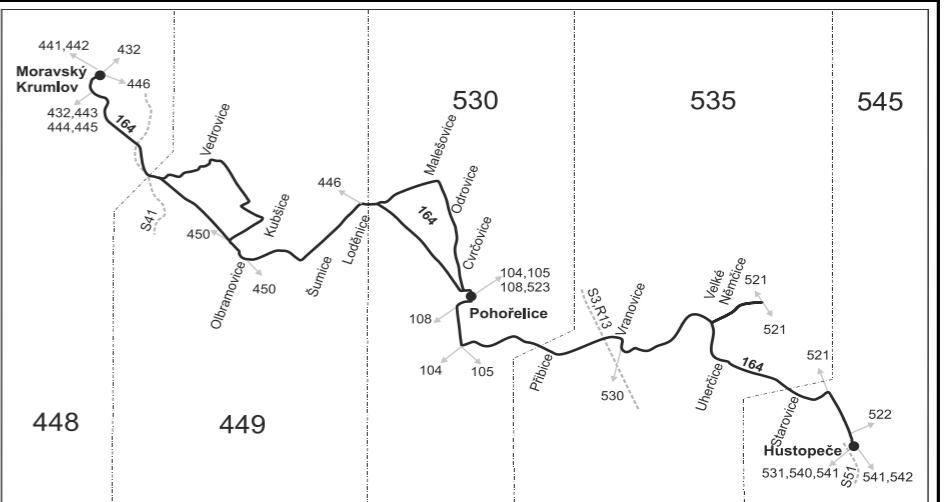 441,442
432
Moravský
Krumlov
446
432,443
444,445
164
S41
Vedrovice
Kubšice
450
Olbramovice
450
Šumice
Loděnice
446
530
Malešovice
Odrovice
164
Cvrčovice
104,105
108,523
Pohořelice
108
104
105
535
545
S3,R13
Vranovice
Přibice
530
Velké
Němčice
521
521
Uherčice
164
Starovice
521
522
Hustopeče
531,540,541
S51
541,542
448
449